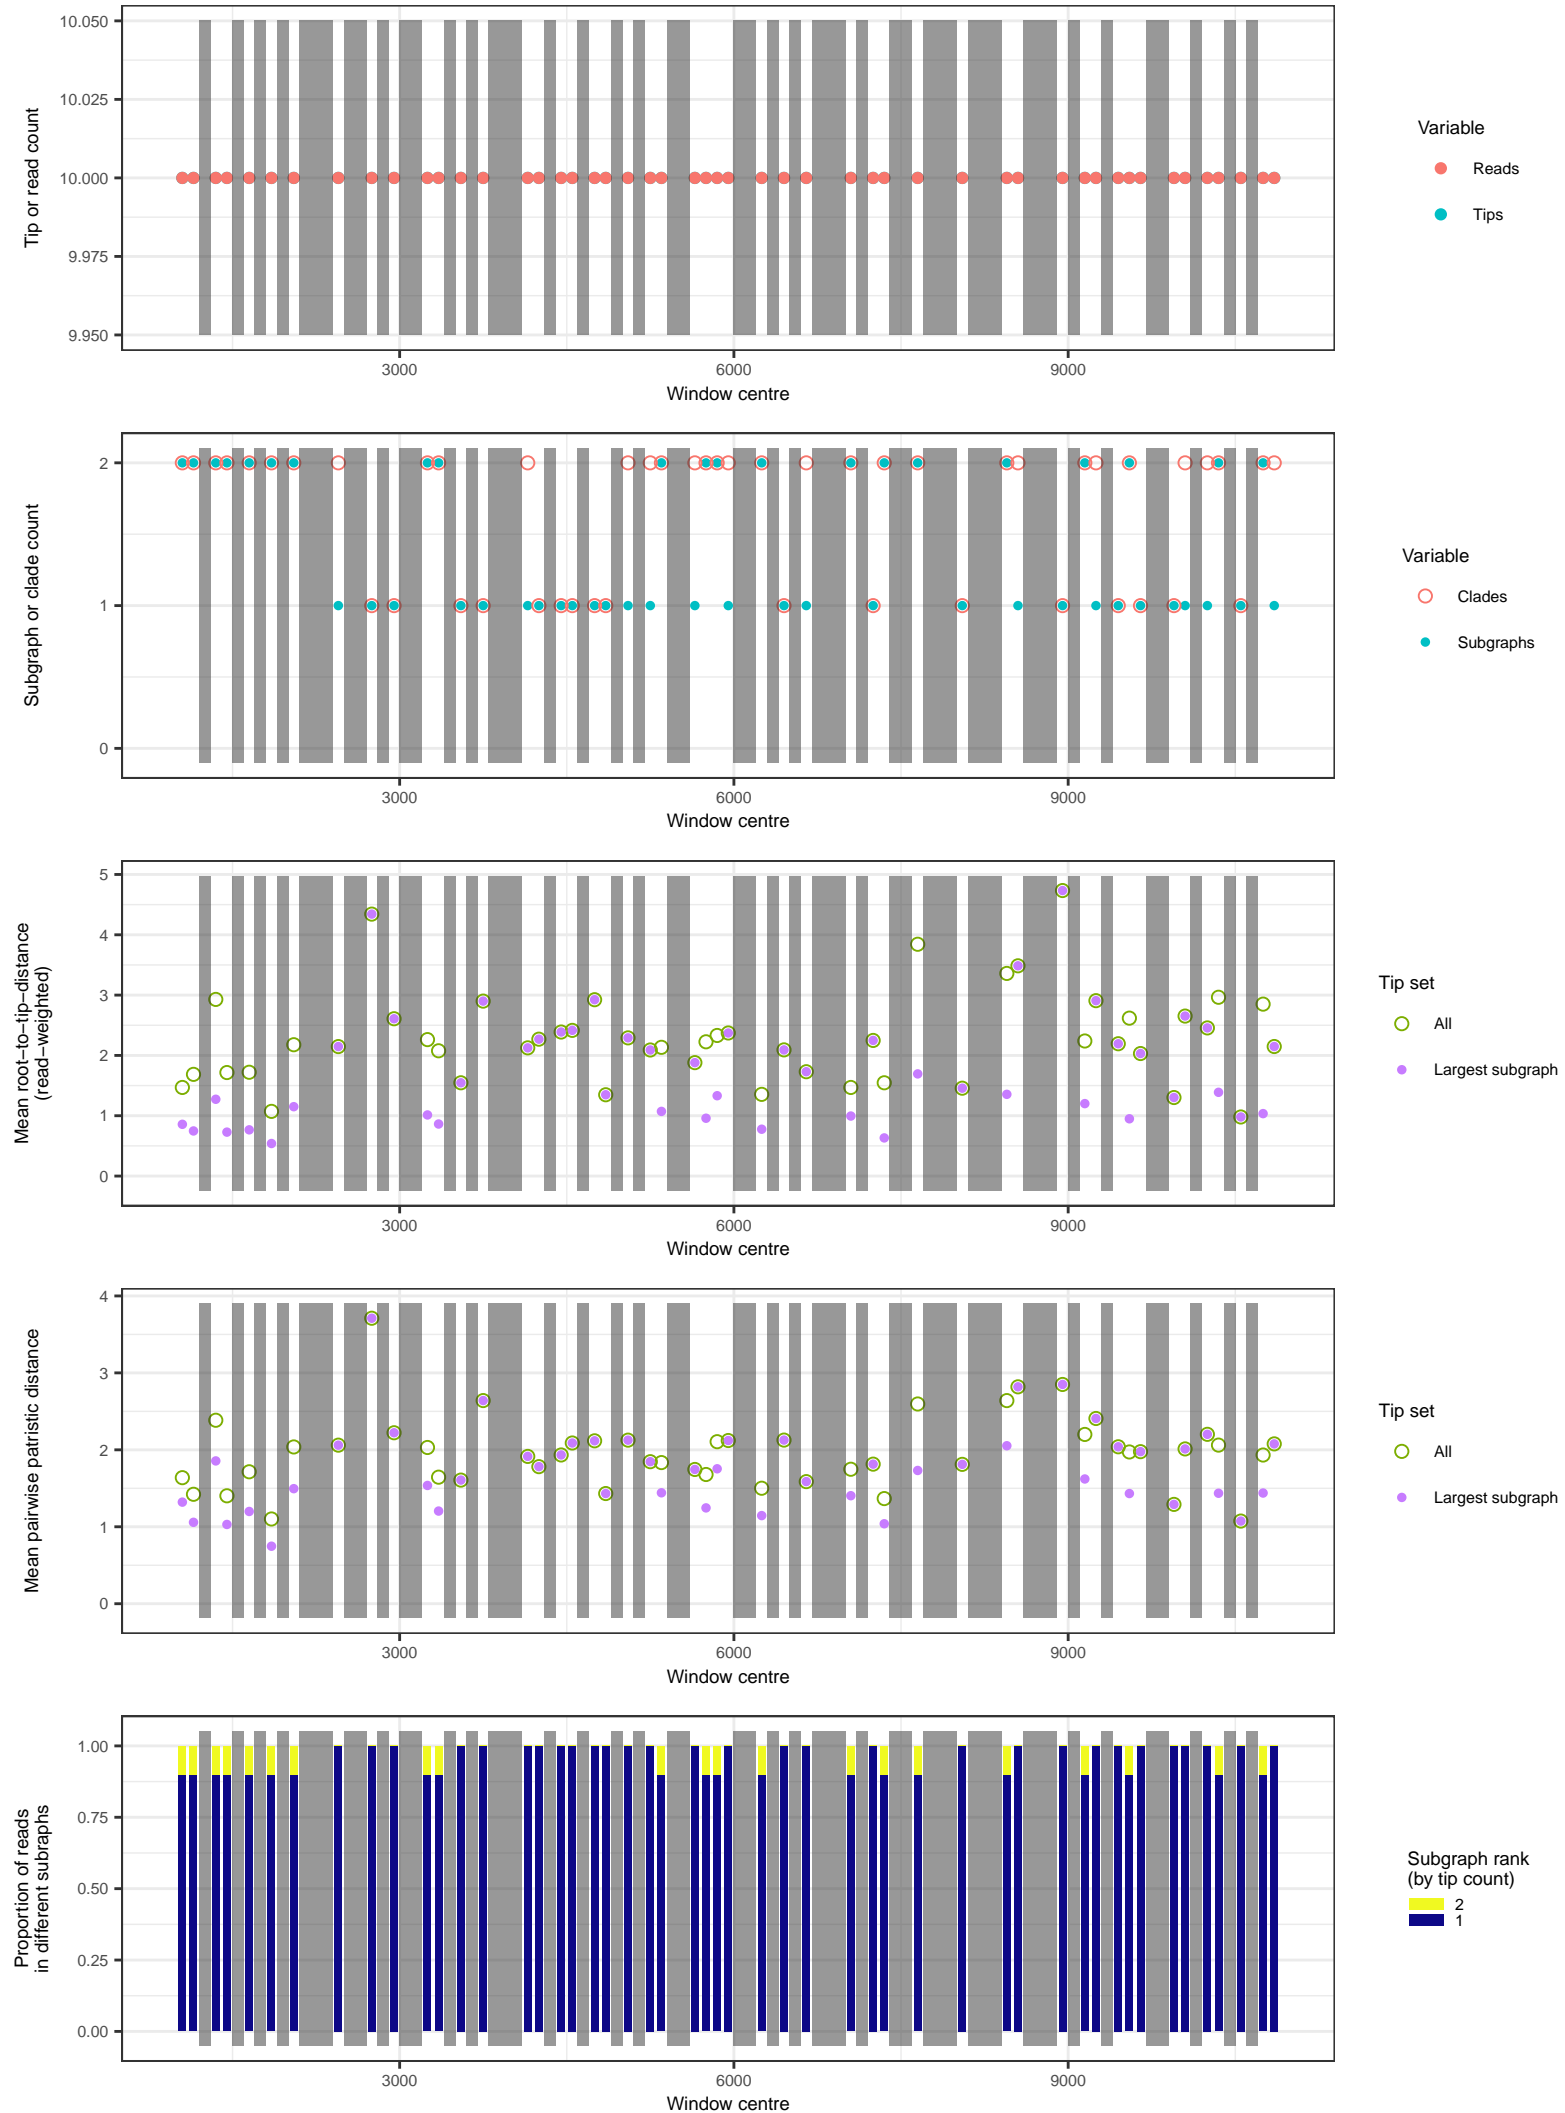 10.050
10.025
10.000
9.975
9.950
Tip or read count
3000
6000
9000
Window centre
Variable
Reads
Tips
2
1
0
Subgraph or clade count
3000
6000
9000
Window centre
Variable
Clades
Subgraphs
5
4
3
2
1
0
Mean root−to−tip−distance
(read−weighted)
3000
6000
9000
Window centre
Tip set
All
Largest subgraph
4
3
2
1
0
Mean pairwise patristic distance
3000
6000
9000
Window centre
Tip set
All
Largest subgraph
1.00
0.75
0.50
0.25
0.00
Proportion of reads
in different subraphs
3000
6000
9000
Window centre
Subgraph rank
(by tip count)
2
1